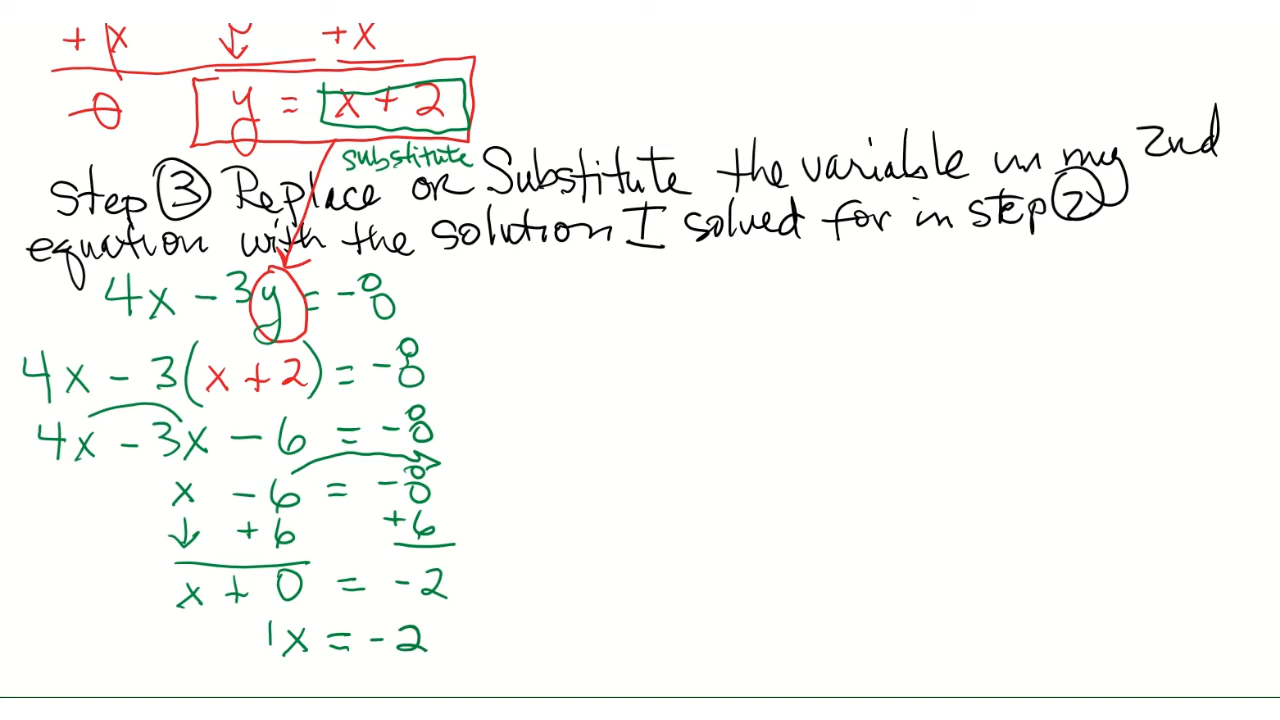 + x ↓ + x
0 y = x + 2
substitute
Step ③ Replace or Substitute the variable in my 2nd
equation with the solution I solved for in step ②
4x - 3y = -8
4x - 3(x + 2) = -8
4x - 3x - 6 = -8
x - 6 = -8
↓ + 6 +6
x + 0 = -2
1x = -2